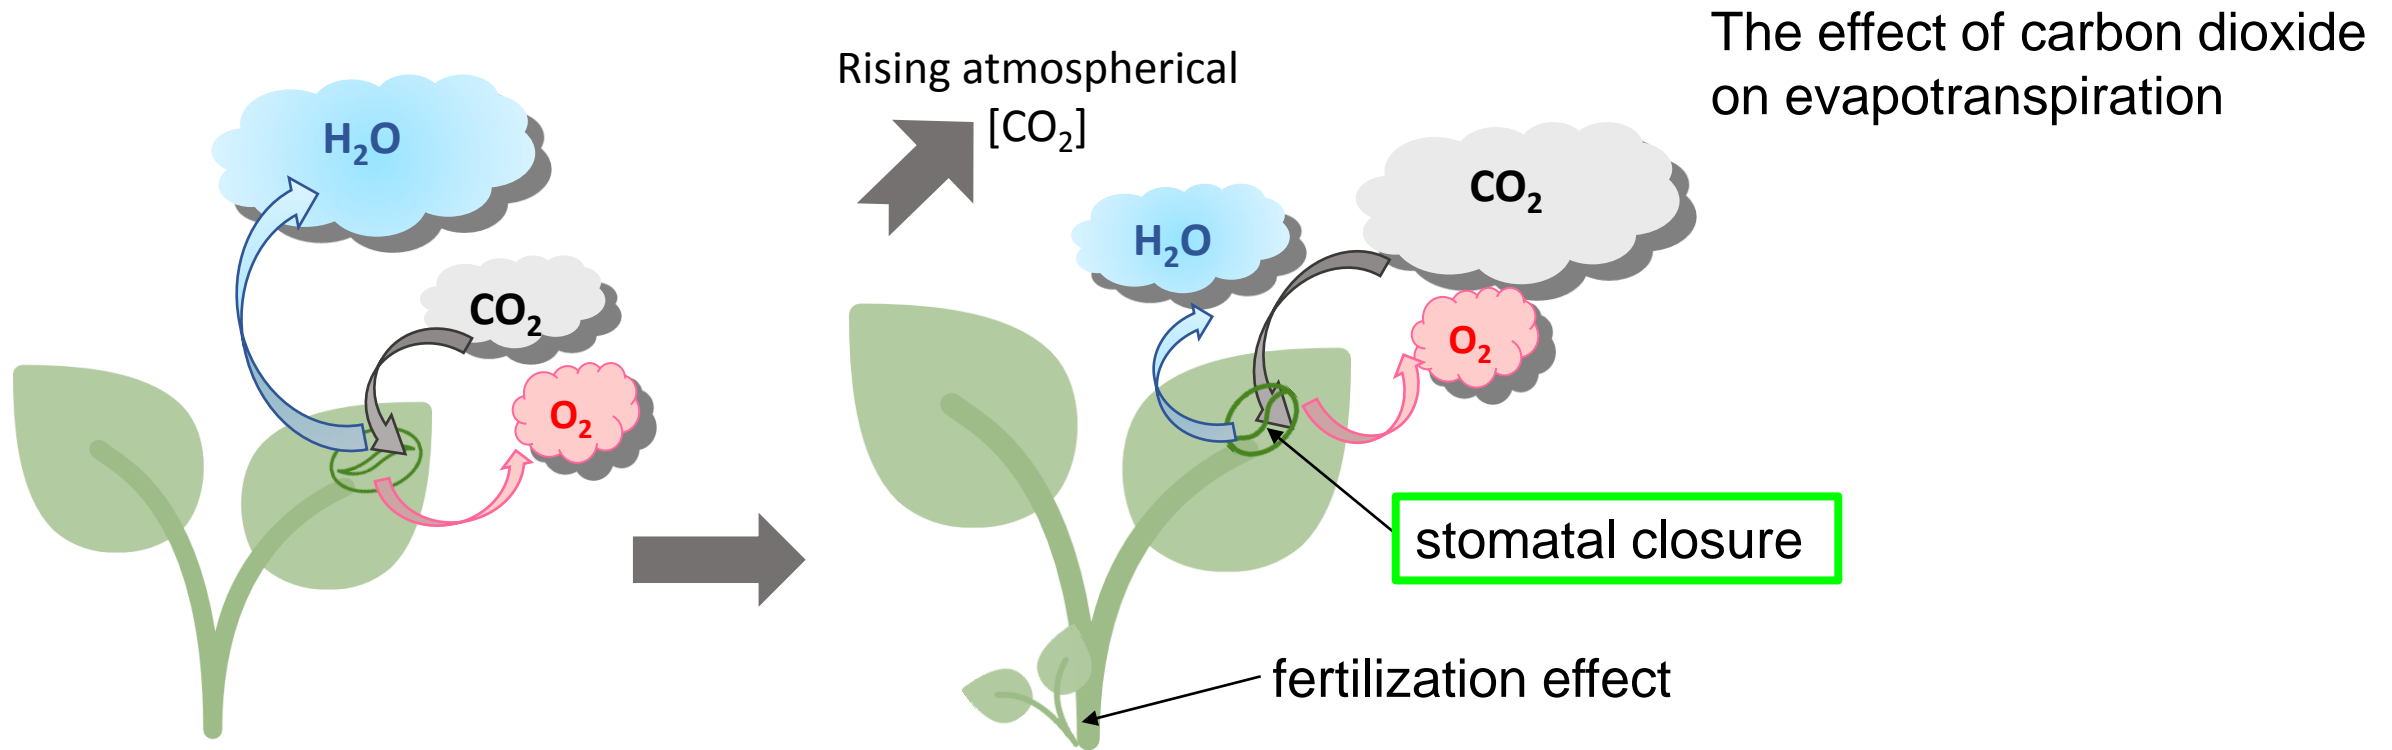 The effect of carbon dioxide
on evapotranspiration
Rising atmospherical
[CO₂]
H₂O
CO₂
O₂
H₂O
CO₂
O₂
stomatal closure
fertilization effect